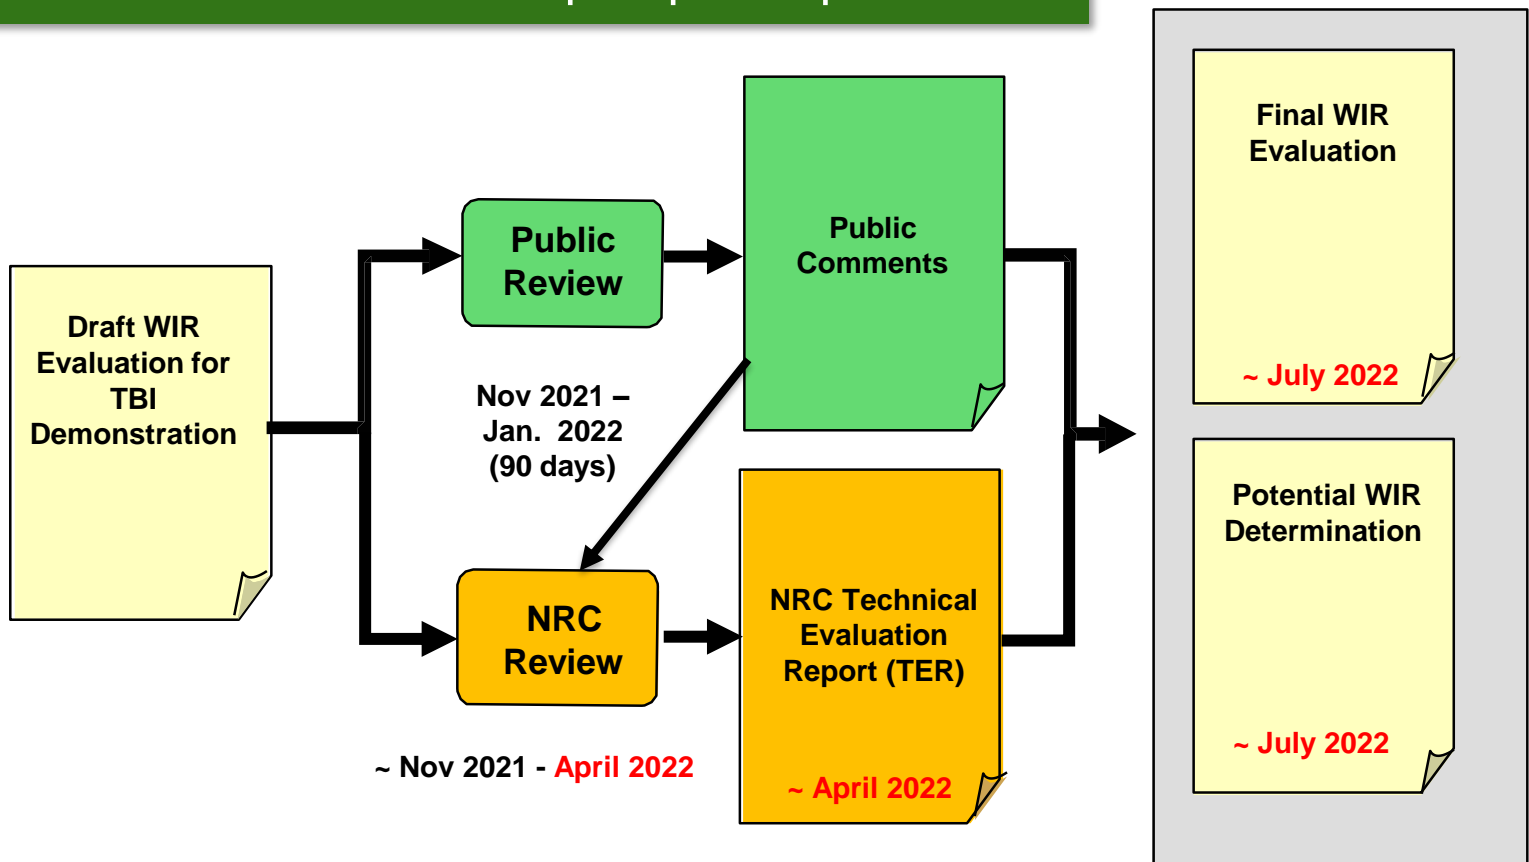 Draft WIR
Evaluation for
TBI
Demonstration
Public
Review
Nov 2021 –
Jan.  2022
(90 days)
NRC
Review
~ Nov 2021 - April 2022
Public
Comments
NRC Technical
Evaluation
Report (TER)
~ April 2022
Final WIR
Evaluation
~ July 2022
Potential WIR
Determination
~ July 2022